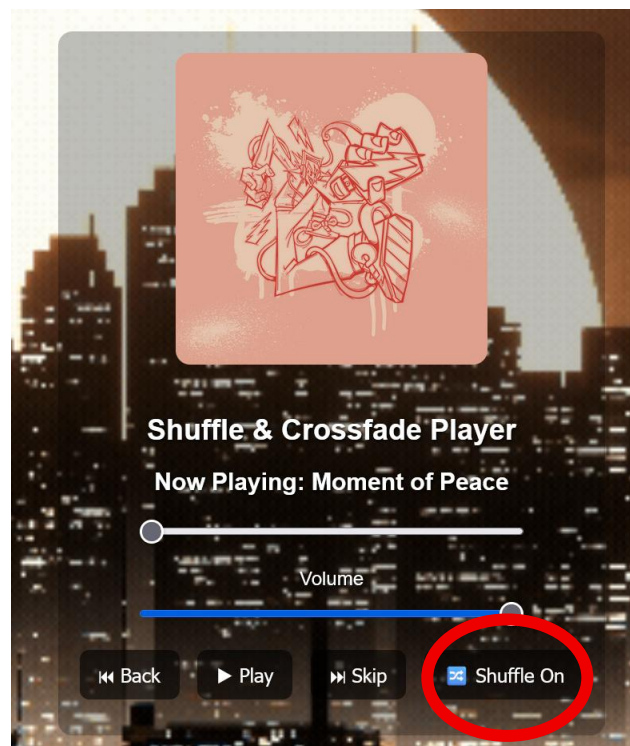 Shuffle & Crossfade Player
Now Playing: Moment of Peace
Volume
⏮ Back ▶ Play ⏭ Skip 🔀 Shuffle On